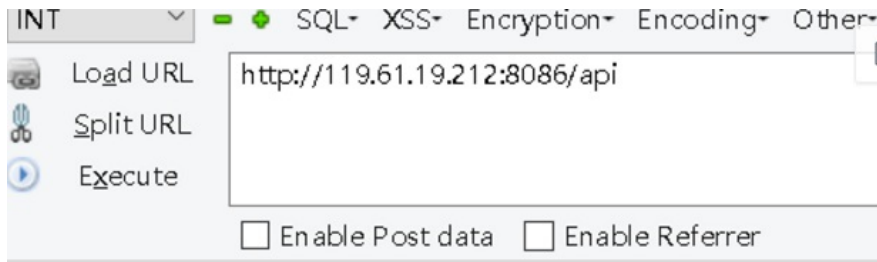 INT SQL- XSS- Encryption- Encoding- Other-
Load URL http://119.61.19.212:8086/api
Split URL
Execute
Enable Post data Enable Referrer